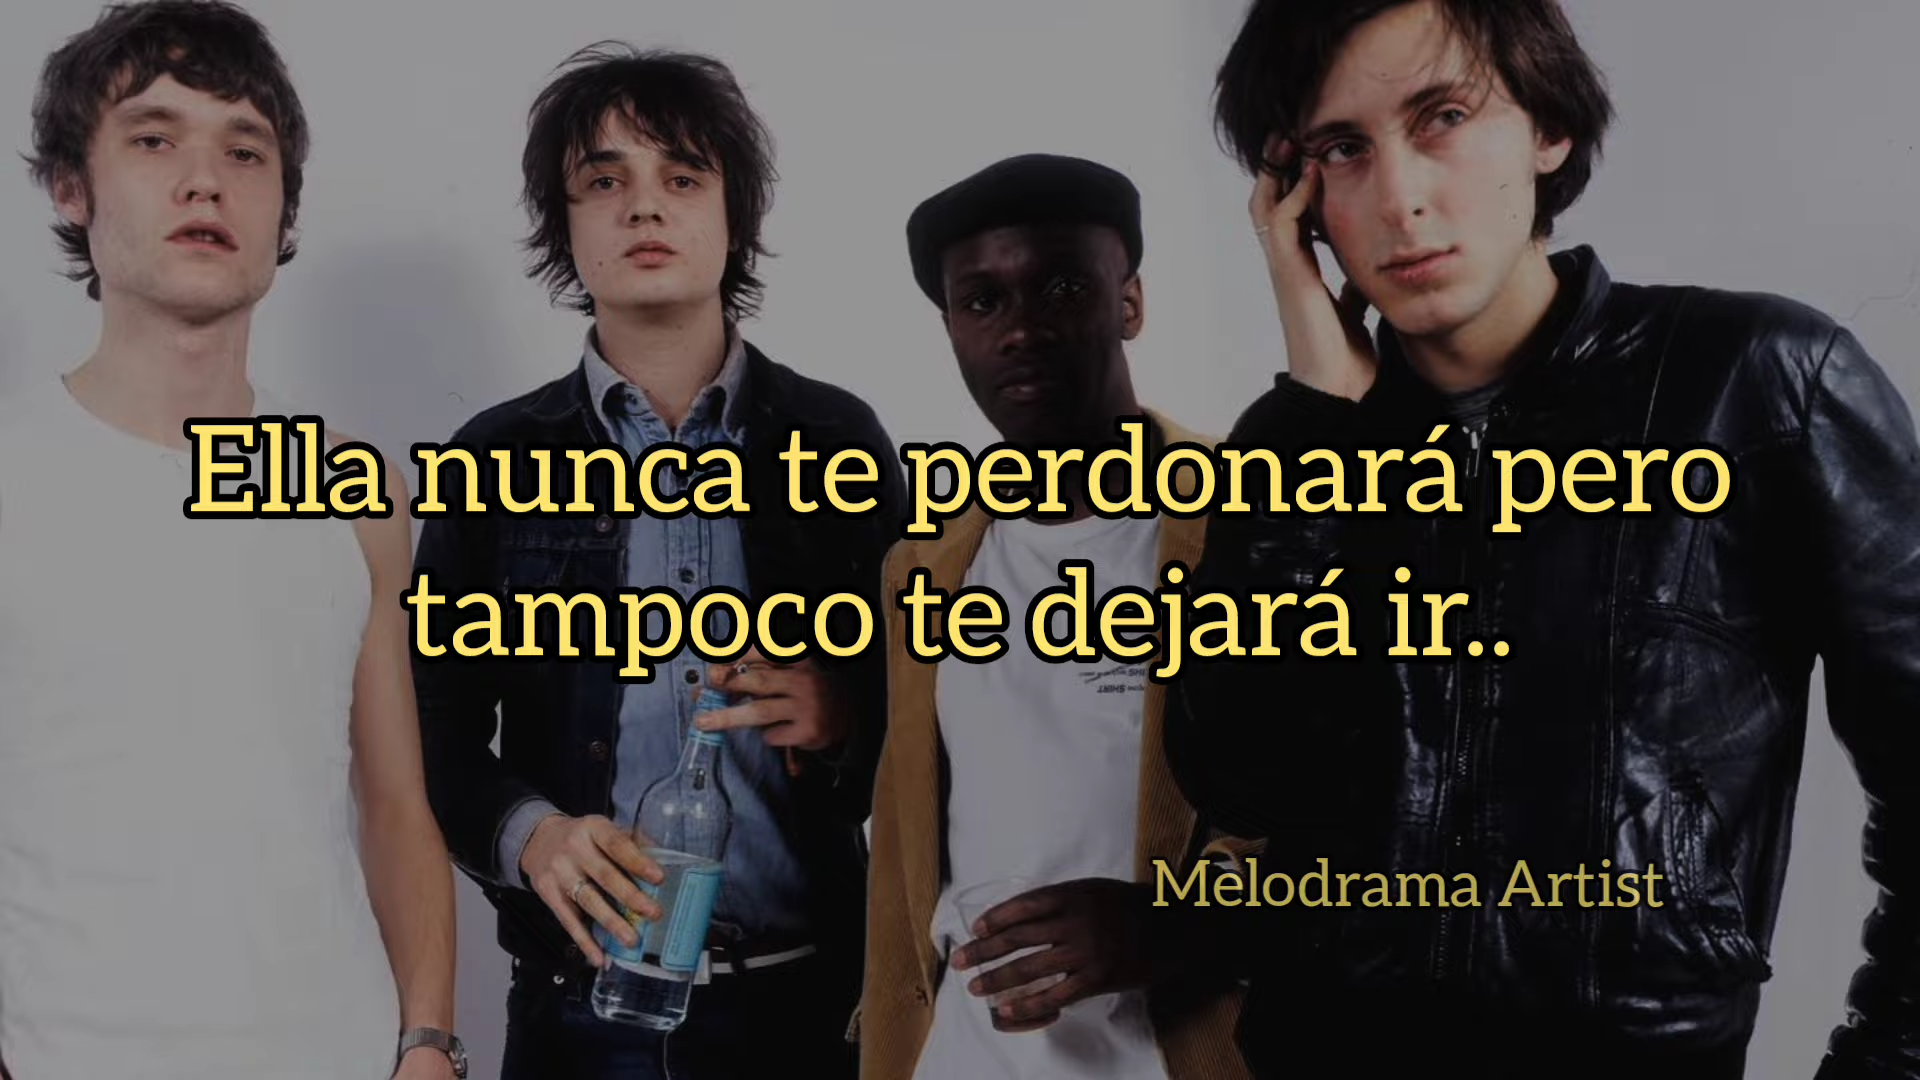 Ella nunca te perdonará pero
tampoco te dejará ir..
Melodrama Artist